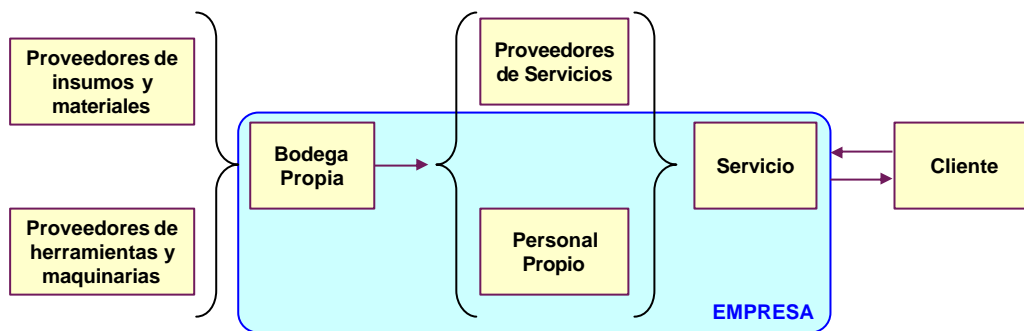 Proveedores de
insumos y
materiales
Proveedores de
herramientas y
maquinarias
Bodega
Propia
Proveedores
de Servicios
Personal
Propio
Servicio
Cliente
EMPRESA